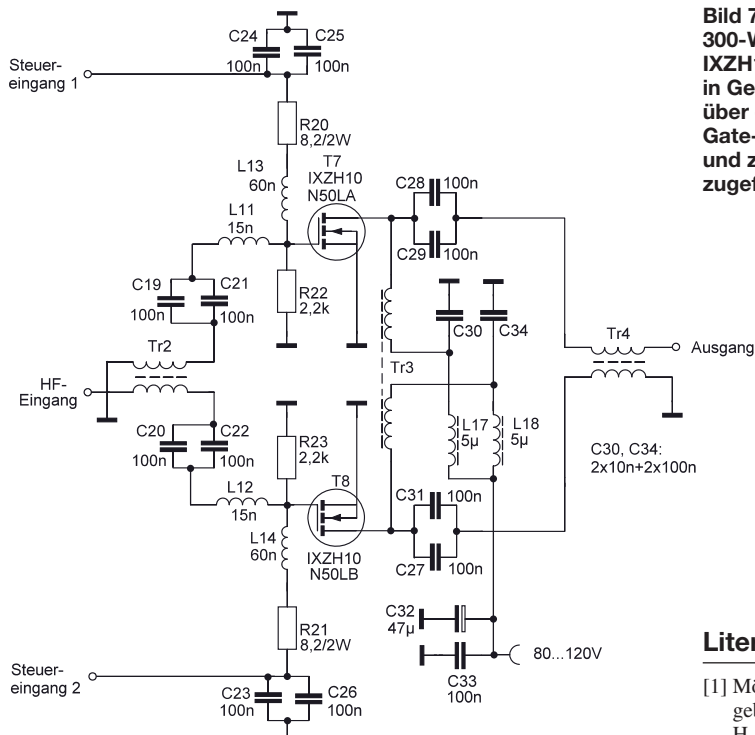 C24
C25
100n
100n
Steuer-
eingang 1
R20
8,2/2W
L13
60n
T7
IXZH10
N50LA
L11
15n
C28
100n
C29
100n
C19
C21
100n
100n
R22
2,2k
C30
C34
Tr2
Tr3
Tr4
Ausgang
HF-
Eingang
C20
C22
100n
100n
R23
2,2k
L17
5µ
L18
5µ
C30, C34:
2x10n+2x100n
T8
L12
15n
C31
100n
L14
60n
IXZH10
N50LB
C27
100n
R21
8,2/2W
C32
47µ
80...120V
C33
100n
Steuer-
eingang 2
C23
C26
100n
100n
Bild 7
300-W
IXZH1
in Ge
über
Gate-
und z
zugef
Liter
[1] Mö
geb
H